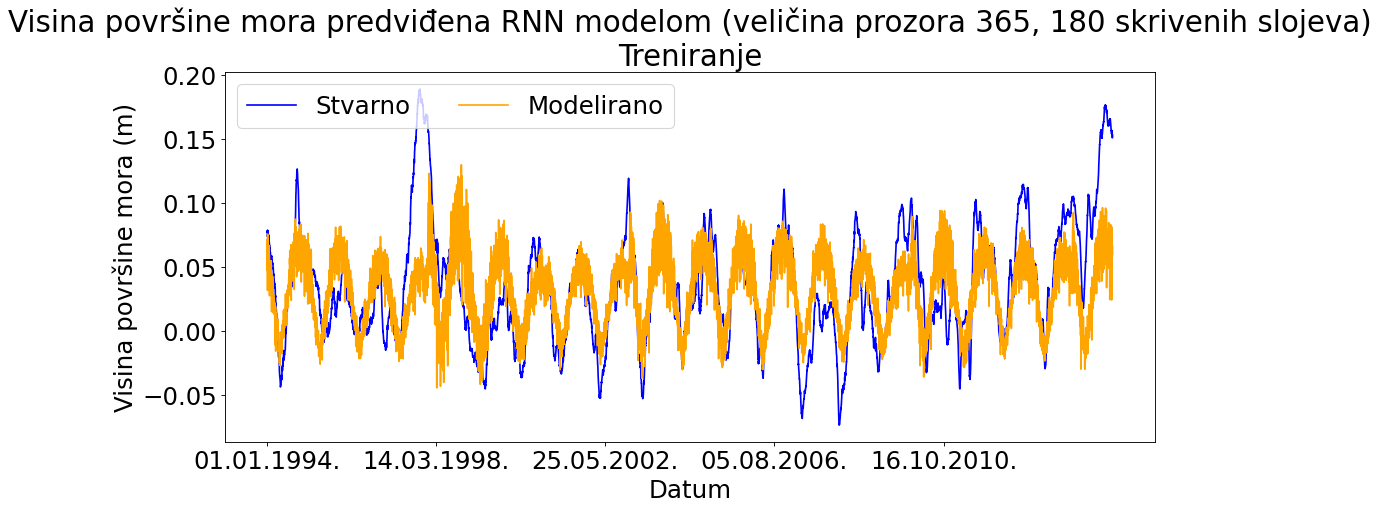 Visina površine mora predviđena RNN modelom (veličina prozora 365, 180 skrivenih slojeva)
Treniranje
Stvarno
Modelirano
Visina površine mora (m)
0.20
0.15
0.10
0.05
0.00
−0.05
01.01.1994.
14.03.1998.
25.05.2002.
05.08.2006.
16.10.2010.
Datum